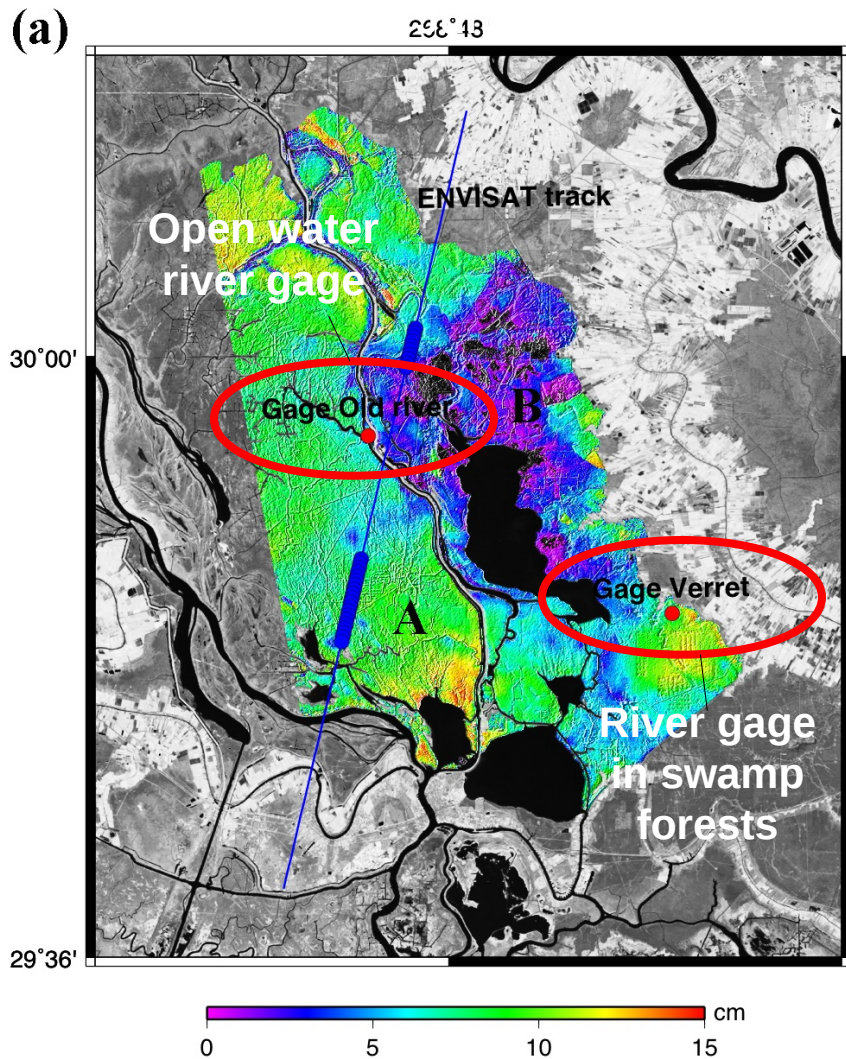 (a)
ENVISAT track
Open water
river gage
30°00'
Gage Old river
B
Gage Verret
A
River gage
in swamp
forests
29°36'
cm
0 5 10 15